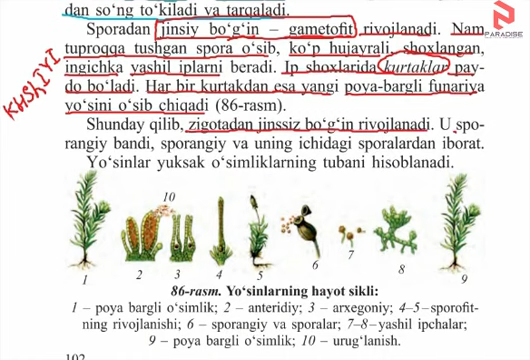 dan so'ng to'kiladi va tarqaladi.
PARADISE
Sporadan jinsiy bo'g'in – gametofit rivojlanadi. Nam
tuproqqa tushgan spora o'sib, ko'p hujayrali, shoxlangan,
ingichka yashil iplarni beradi. Ip shoxlarida kurtaklar pay-
do bo'ladi. Har bir kurtakdan esa yangi poya-bargli funariya
yo'sini o'sib chiqadi (86-rasm).
KHSHIYI
Shunday qilib, zigotadan jinssiz bo'g'in rivojlanadi. U spo-
rangiy bandi, sporangiy va uning ichidagi sporalardan iborat.
Yo'sinlar yuksak o'simliklarning tubani hisoblanadi.
10
1 2 3 4 5 6 7 8 9
86-rasm. Yo'sinlarning hayot sikli:
1 – poya bargli o'simlik; 2 – anteridiy; 3 – arxegoniy; 4–5–sporofit-
ning rivojlanishi; 6 – sporangiy va sporalar; 7–8–yashil ipchalar;
9 – poya bargli o'simlik; 10 – urug'lanish.
102